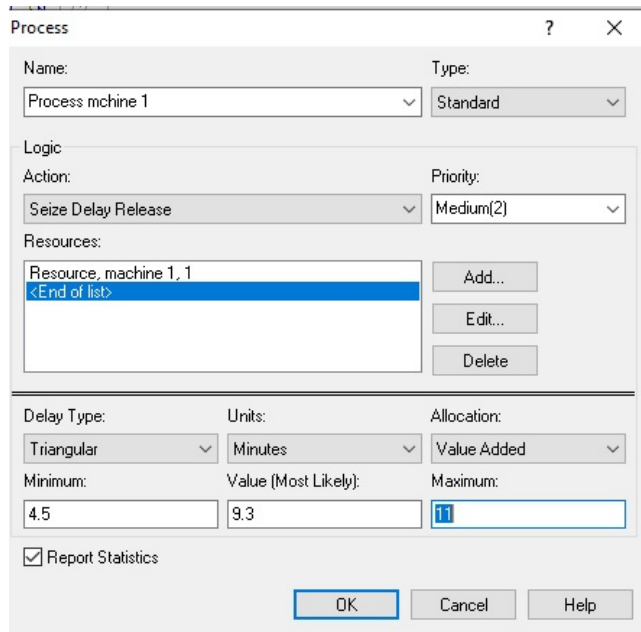 Process
?
Name:
Type:
Process mchine 1
Standard
Logic
Action:
Priority:
Seize Delay Release
Medium(2)
Resources:
Resource, machine 1, 1
<End of list>
Add...
Edit...
Delete
Delay Type:
Units:
Allocation:
Triangular
Minutes
Value Added
Minimum:
Value (Most Likely):
Maximum:
4.5
9.3
11
Report Statistics
OK
Cancel
Help